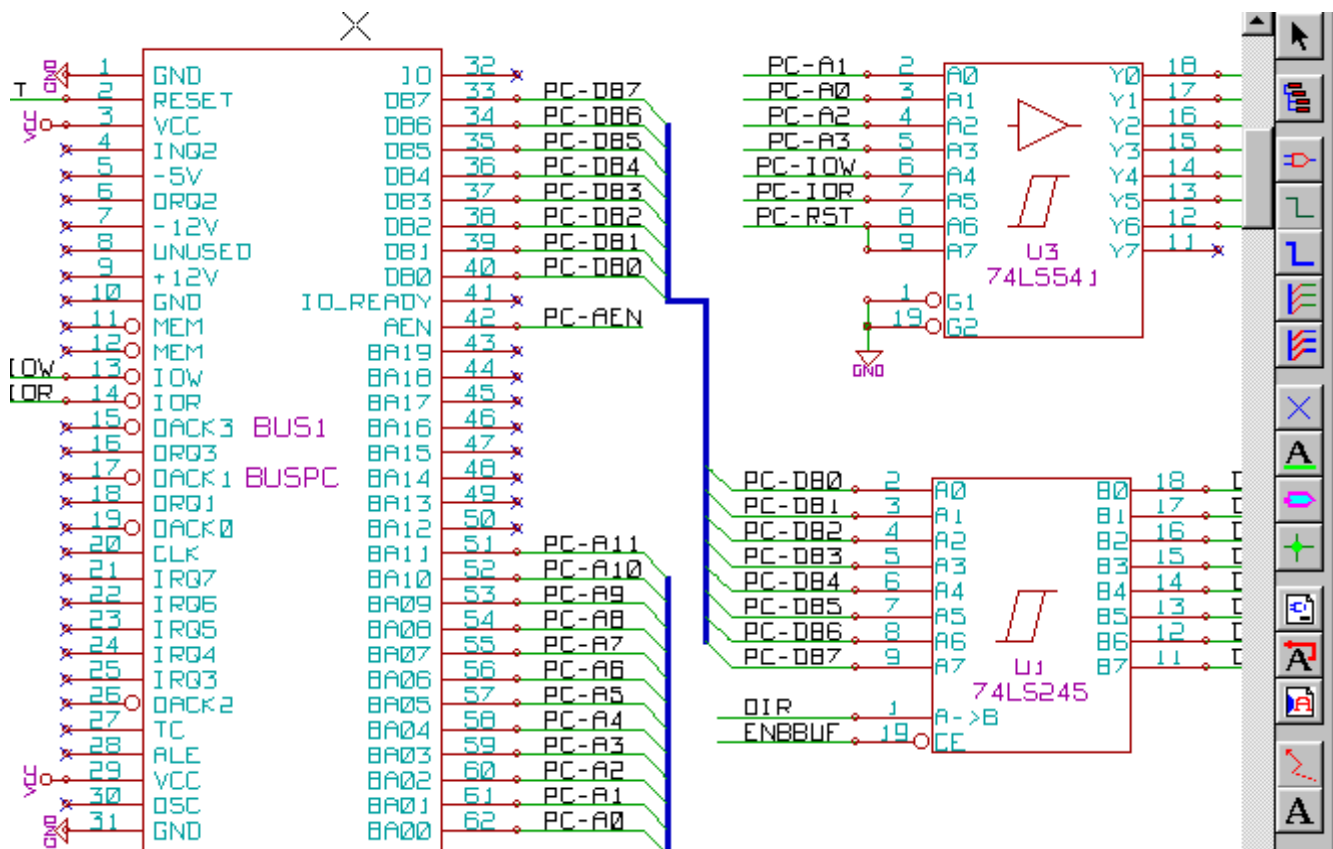 GND 1 GND IO 32
T 2 RESET DB7 33 PC-DB7
VCC 3 VCC DB6 34 PC-DB6
4 INQ2 DB5 35 PC-DB5
5 -5V DB4 36 PC-DB4
6 DRQ2 DB3 37 PC-DB3
7 -12V DB2 38 PC-DB2
8 UNUSED DB1 39 PC-DB1
9 +12V DB0 40 PC-DB0
10 GND IO_READY 41
11 MEM AEN 42 PC-AEN
12 MEM BA19 43
IOW 13 IOW BA18 44
IOR 14 IOR BA17 45
15 DACK3 BUS1 BA16 46
16 DRQ3 BA15 47
17 DACK1 BUSPC BA14 48
18 DRQ1 BA13 49
19 DACK0 BA12 50
20 CLK BA11 51 PC-A11
21 IRQ7 BA10 52 PC-A10
22 IRQ6 BA09 53 PC-A9
23 IRQ5 BA08 54 PC-A8
24 IRQ4 BA07 55 PC-A7
25 IRQ3 BA06 56 PC-A6
26 DACK2 BA05 57 PC-A5
27 TC BA04 58 PC-A4
28 ALE BA03 59 PC-A3
VCC 29 VCC BA02 60 PC-A2
30 OSC BA01 61 PC-A1
GND 31 GND BA00 62 PC-A0
PC-A1 2 A0 Y0 18
PC-A0 3 A1 Y1 17
PC-A2 4 A2 Y2 16
PC-A3 5 A3 Y3 15
PC-IOW 6 A4 Y4 14
PC-IOR 7 A5 Y5 13
PC-RST 8 A6 Y6 12
9 A7 Y7 11
U3
74LS541
1 G1
19 G2
GND
PC-DB0 2 A0 B0 18 D
PC-DB1 3 A1 B1 17 D
PC-DB2 4 A2 B2 16 D
PC-DB3 5 A3 B3 15 D
PC-DB4 6 A4 B4 14 D
PC-DB5 7 A5 B5 13 D
PC-DB6 8 A6 B6 12 D
PC-DB7 9 A7 B7 11 D
U1
74LS245
DIR 1 A->B
ENBBUF 19 CE
A
A
A
A